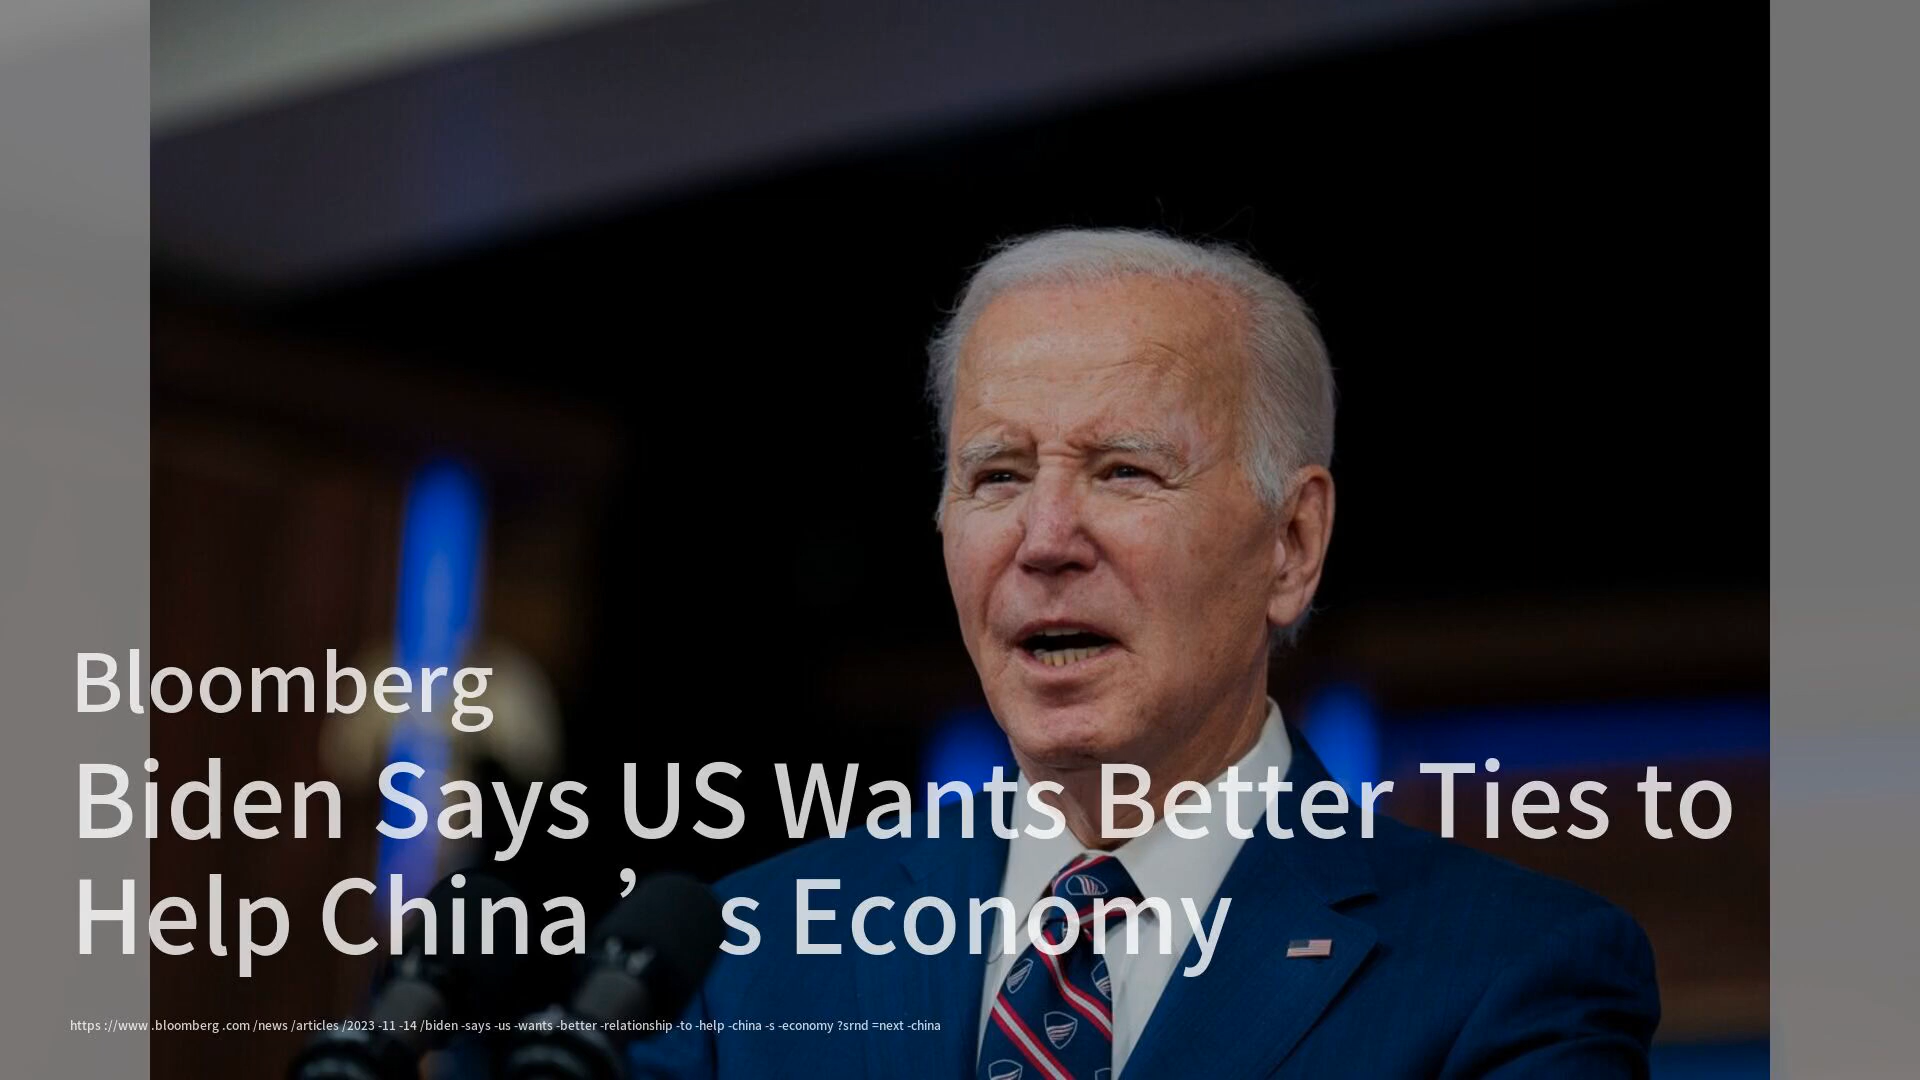 Bloomberg
Biden Says US Wants Better Ties to
Help China’s Economy
https://www.bloomberg.com/news/articles/2023-11-14/biden-says-us-wants-better-relationship-to-help-china-s-economy?srnd=next-china